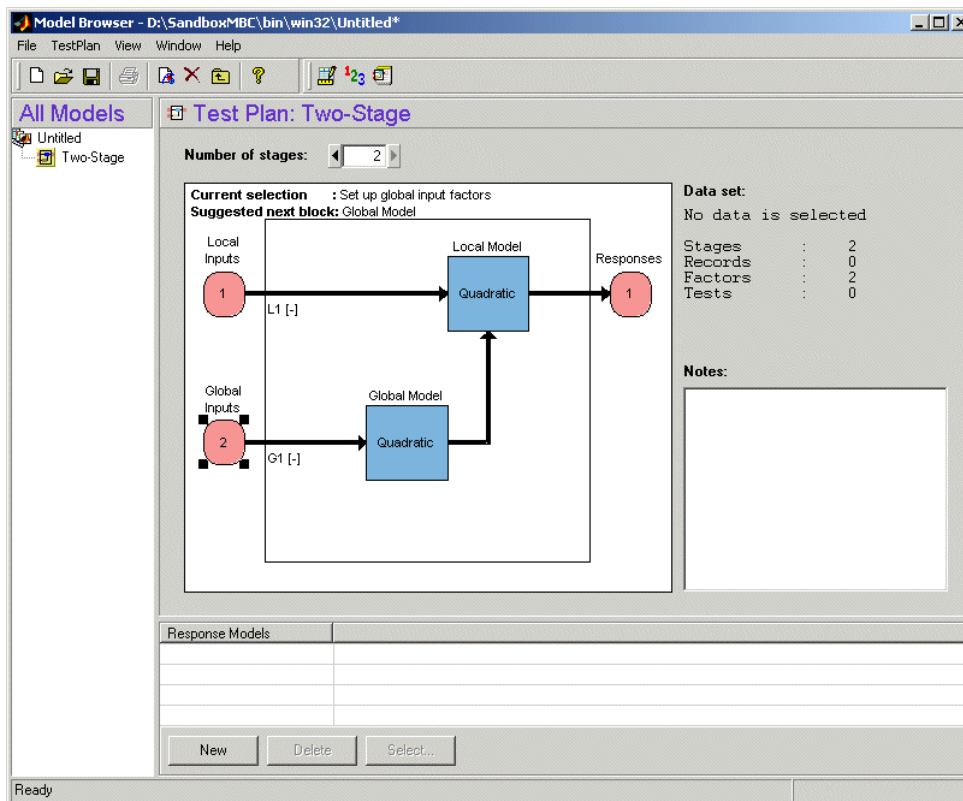 Model Browser - D:\SandboxMBC\bin\win32\Untitled*
File TestPlan View Window Help
1 2 3
All Models
Untitled
Two-Stage
Test Plan: Two-Stage
Number of stages: 2
Current selection : Set up global input factors
Suggested next block: Global Model
Local
Inputs
1
L1 [-]
Local Model
Quadratic
Responses
1
Global
Inputs
2
G1 [-]
Global Model
Quadratic
Data set:
No data is selected
Stages : 2
Records : 0
Factors : 2
Tests : 0
Notes:
Response Models
New Delete Select...
Ready